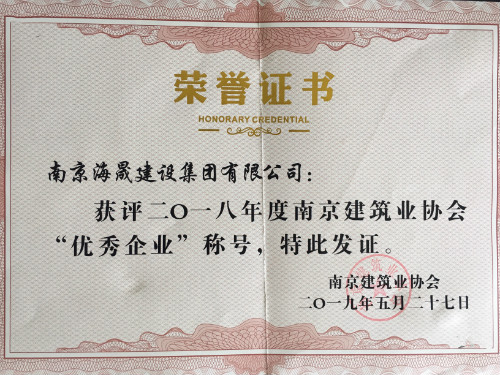 荣誉证书
HONORARY CREDENTIAL
南京海晟建设集团有限公司：
获评二〇一八年度南京建筑业协会
“优秀企业”称号，特此发证。
南京建筑业协会
二〇一九年五月二十七日